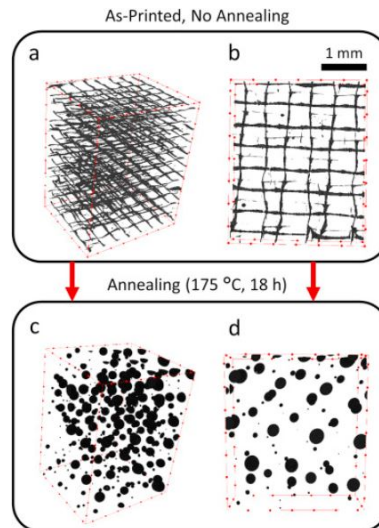 As-Printed, No Annealing
a
b
1 mm
Annealing (175 °C, 18 h)
c
d